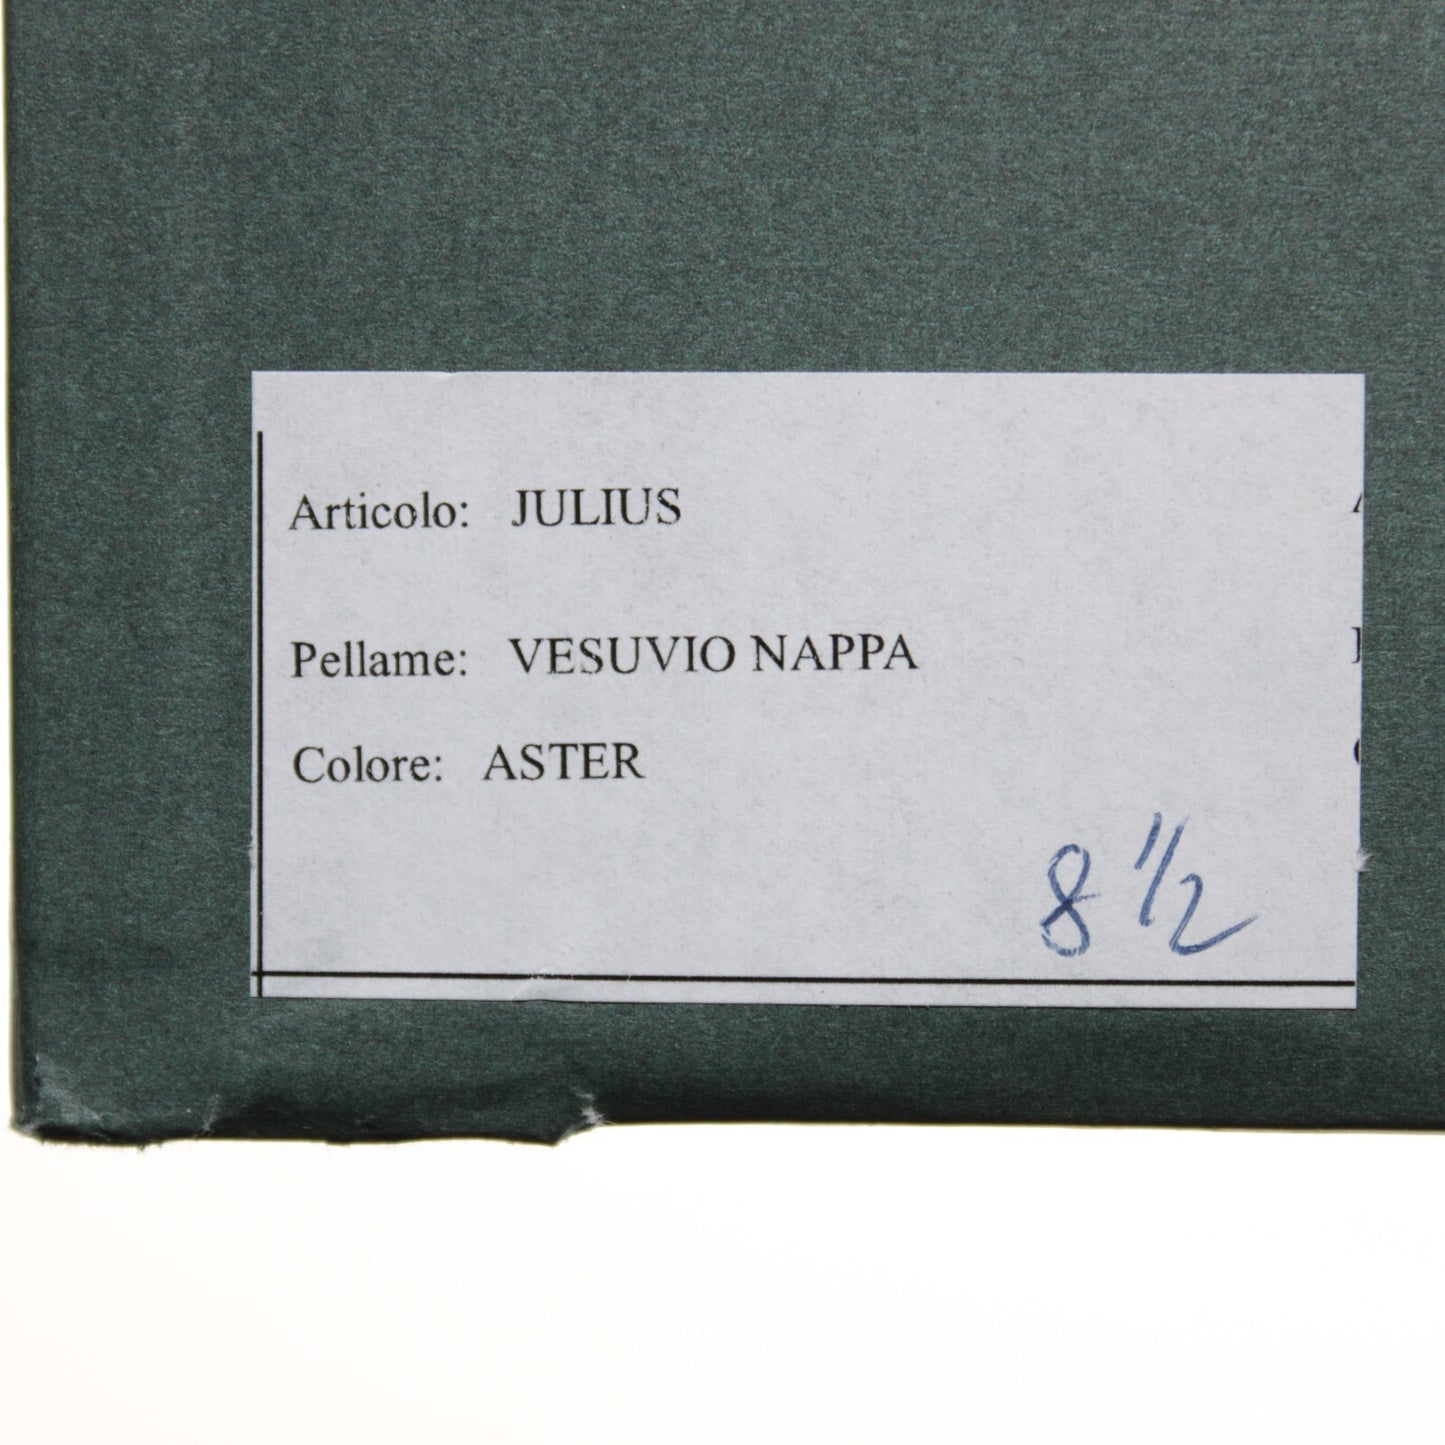 Articolo: JULIUS
Pellame: VESUVIO NAPPA
Colore: ASTER
8 1/2